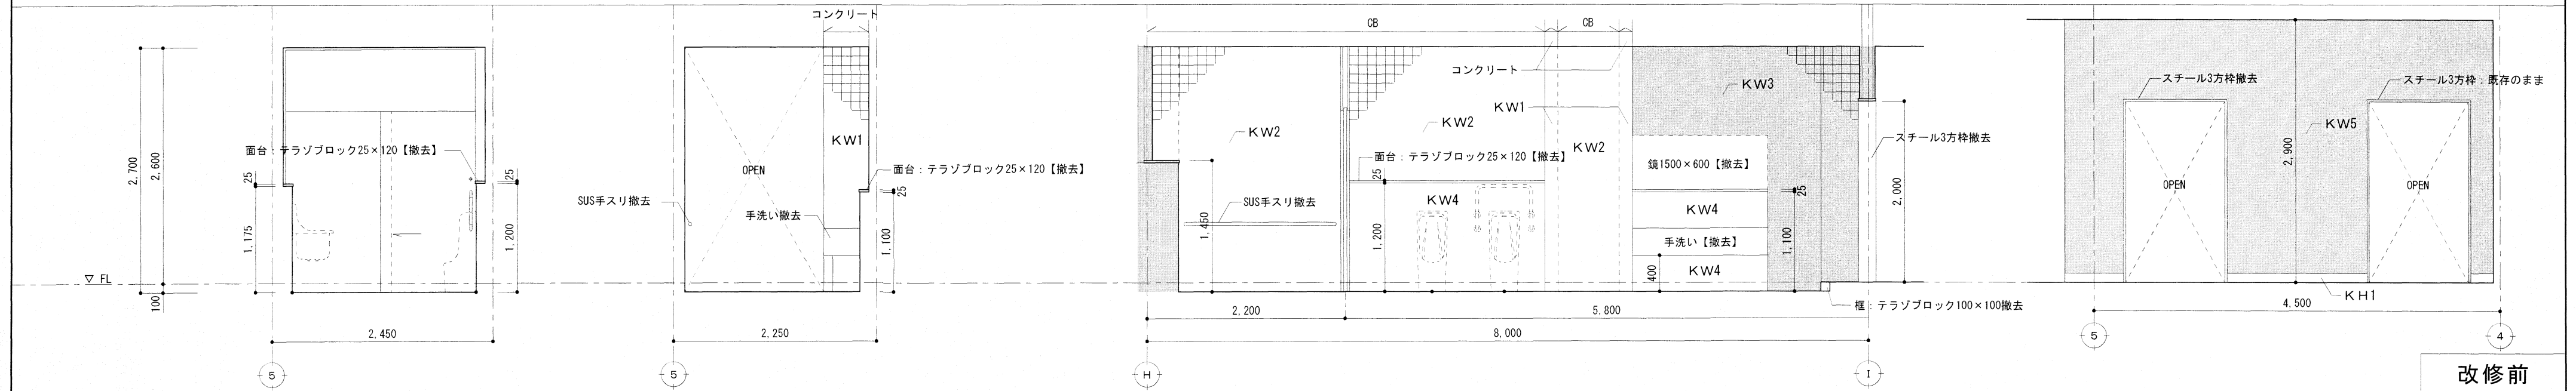 コンクリート
2,700
2,600
100
▽ FL
面台：テラゾブロック25×120【撤去】
25
1,175
25
1,200
2,450
5
OPEN
KW1
SUS手スリ撤去
手洗い撤去
面台：テラゾブロック25×120【撤去】
25
1,100
2,250
5
CB
CB
コンクリート
KW1
KW2
KW2
KW2
KW3
面台：テラゾブロック25×120【撤去】
25
SUS手スリ撤去
1,450
1,200
KW4
鏡1500×600【撤去】
25
KW4
手洗い【撤去】
KW4
400
1,100
スチール3方枠撤去
2,000
框：テラゾブロック100×100撤去
2,200
5,800
8,000
H
I
スチール3方枠撤去
スチール3方枠：既存のまま
KW5
2,900
OPEN
OPEN
KH1
4,500
5
4
改修前